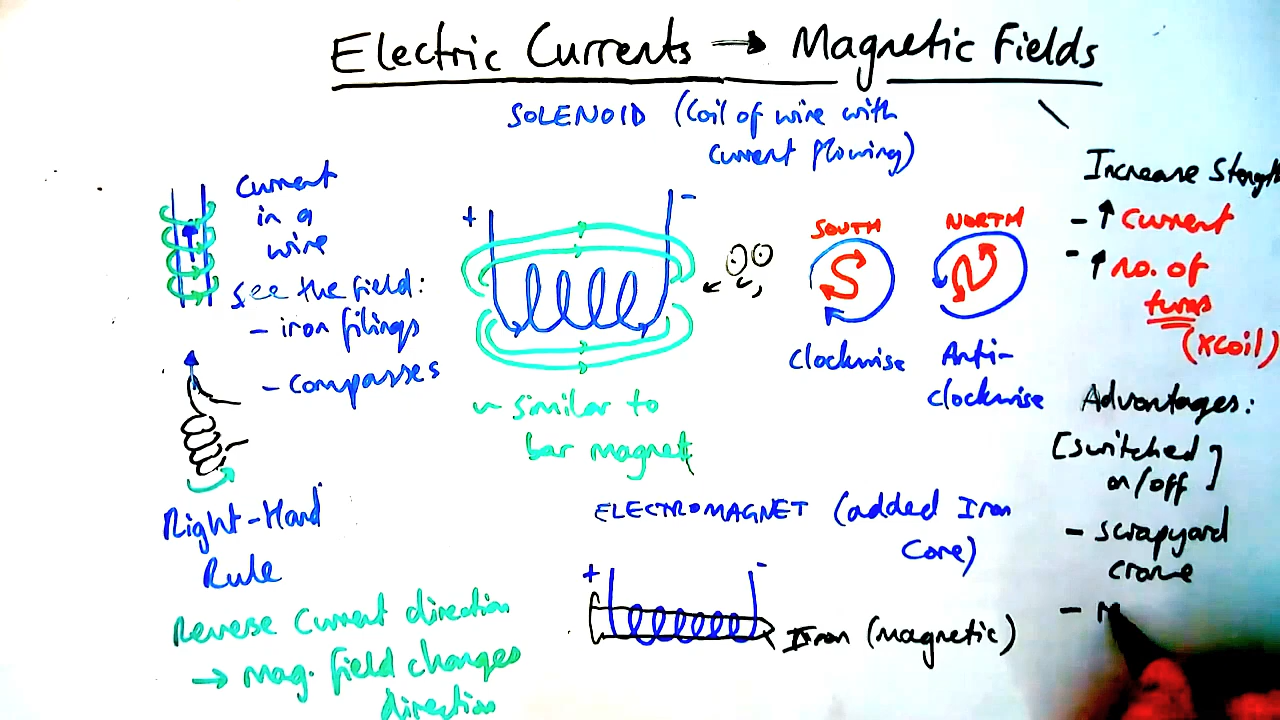 Electric Currents → Magnetic Fields
SOLENOID (coil of wire with
current flowing)
Current
in a
wire
see the field:
- iron filings
- compasses
Right-Hand
Rule
Reverse Current direction
→ mag. field changes
direction
+ -
~ similar to
bar magnet
SOUTH
S
Clockwise
NORTH
N
Anti-
clockwise
ELECTROMAGNET (added Iron
Core)
+ -
Iron (magnetic)
Increase Strength
- ↑ current
- ↑ no. of
turns
(xcoil)
Advantages:
[switched]
on/off
- scrapyard
crane
-